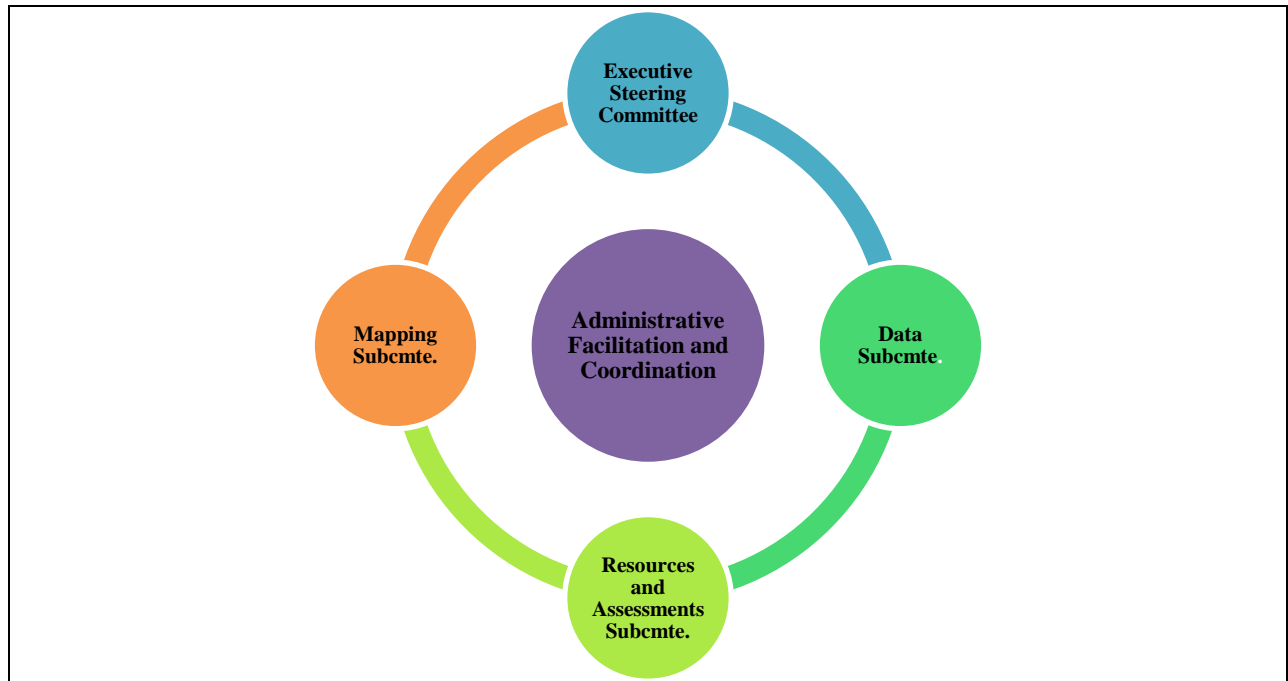 Executive
Steering
Committee
Mapping
Subcmte.
Administrative
Facilitation and
Coordination
Data
Subcmte.
Resources
and
Assessments
Subcmte.